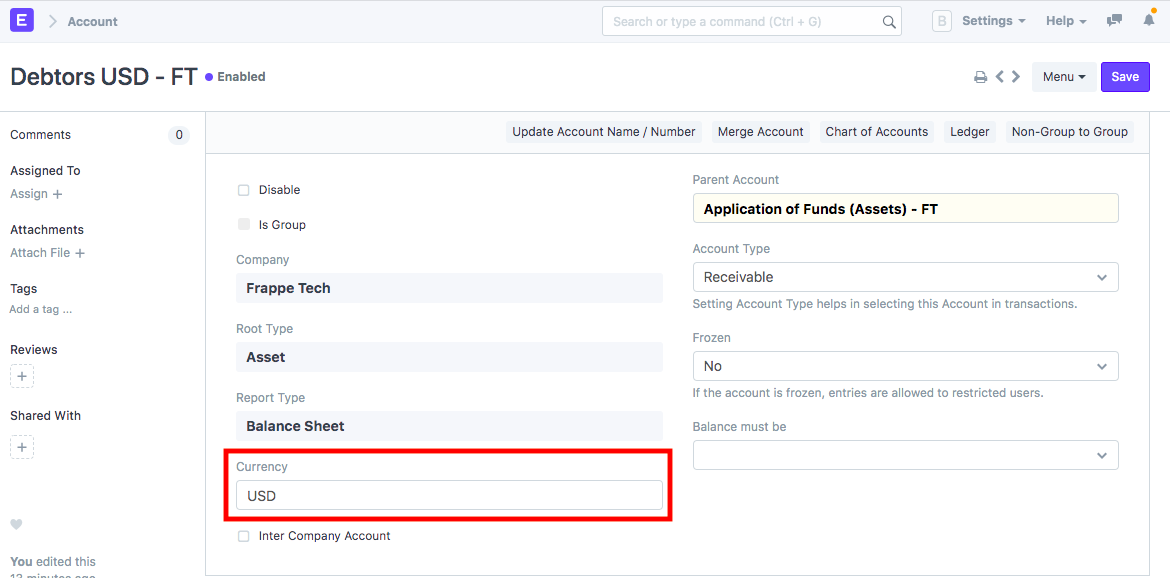 E
Account
Search or type a command (Ctrl + G)
B
Settings
Help
Debtors USD - FT
Enabled
Menu
Save
Comments
0
Assigned To
Assign +
Attachments
Attach File +
Tags
Add a tag ...
Reviews
+
Shared With
+
You edited this
13 minutes ago
Update Account Name / Number
Merge Account
Chart of Accounts
Ledger
Non-Group to Group
Disable
Is Group
Company
Frappe Tech
Root Type
Asset
Report Type
Balance Sheet
Currency
USD
Inter Company Account
Parent Account
Application of Funds (Assets) - FT
Account Type
Receivable
Setting Account Type helps in selecting this Account in transactions.
Frozen
No
If the account is frozen, entries are allowed to restricted users.
Balance must be